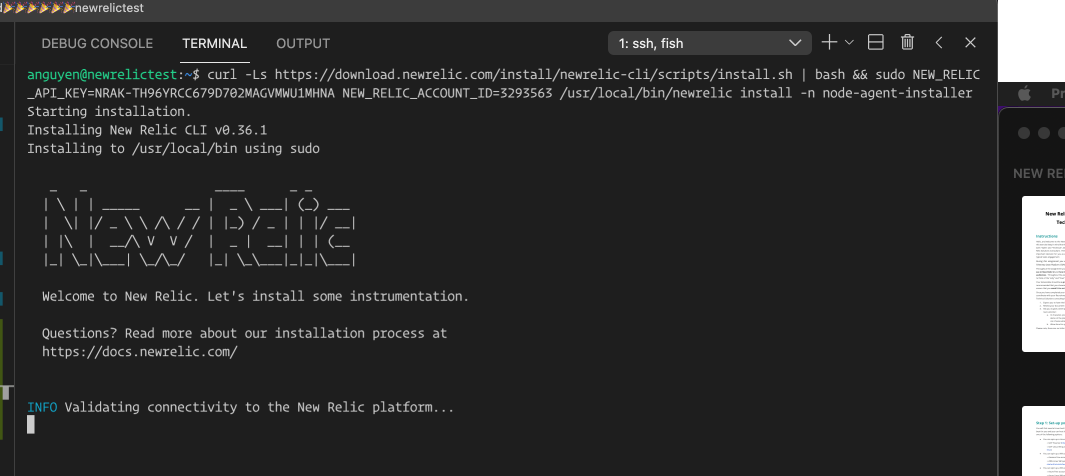 🎉🎉🎉🎉🎉🎉newrelictest
DEBUG CONSOLE TERMINAL OUTPUT 1: ssh, fish
anguyen@newrelictest:~$ curl -Ls https://download.newrelic.com/install/newrelic-cli/scripts/install.sh | bash && sudo NEW_RELIC
_API_KEY=NRAK-TH96YRCC679D702MAGVMWU1MHNA NEW_RELIC_ACCOUNT_ID=3293563 /usr/local/bin/newrelic install -n node-agent-installer
Starting installation.
Installing New Relic CLI v0.36.1
Installing to /usr/local/bin using sudo
New Relic
Welcome to New Relic. Let's install some instrumentation.
Questions? Read more about our installation process at
https://docs.newrelic.com/
INFO Validating connectivity to the New Relic platform...
Instructions